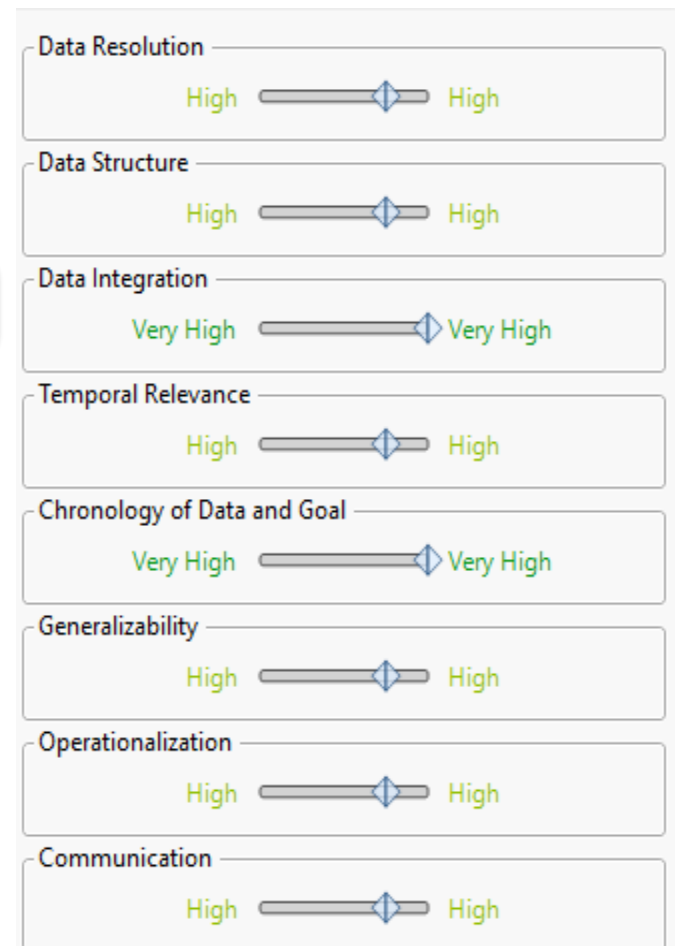 Data Resolution
High High
Data Structure
High High
Data Integration
Very High Very High
Temporal Relevance
High High
Chronology of Data and Goal
Very High Very High
Generalizability
High High
Operationalization
High High
Communication
High High